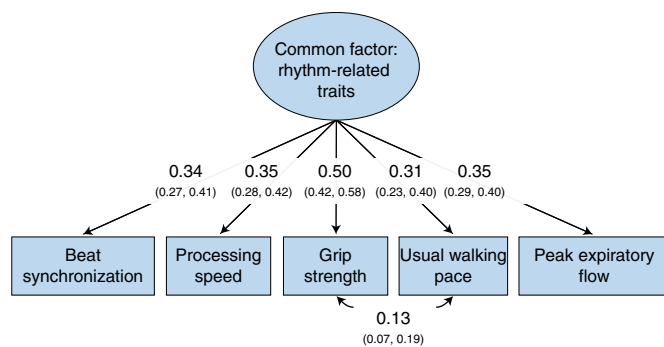 Common factor:
rhythm-related
traits
0.34 0.35 0.50 0.31 0.35
(0.27, 0.41) (0.28, 0.42) (0.42, 0.58) (0.23, 0.40) (0.29, 0.40)
Beat
synchronization
Processing
speed
Grip
strength
Usual walking
pace
Peak expiratory
flow
0.13
(0.07, 0.19)